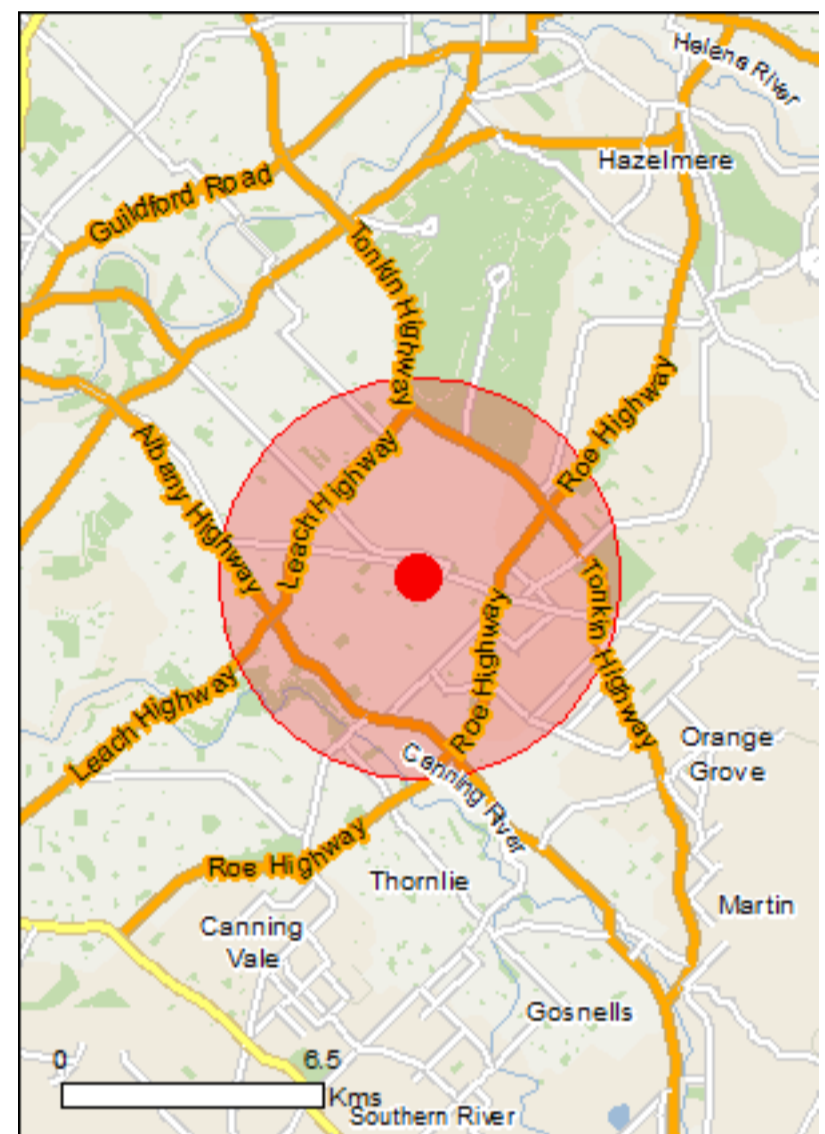 Helena River
Hazelmere
Guildford Road
Tonkin Highway
Roe Highway
Albany Highway
Leach Highway
Tonkin Highway
Roe Highway
Leach Highway
Orange
Grove
Canning River
Roe Highway
Thornlie
Martin
Canning
Vale
Gosnells
0 6.5
Kms
Southern River